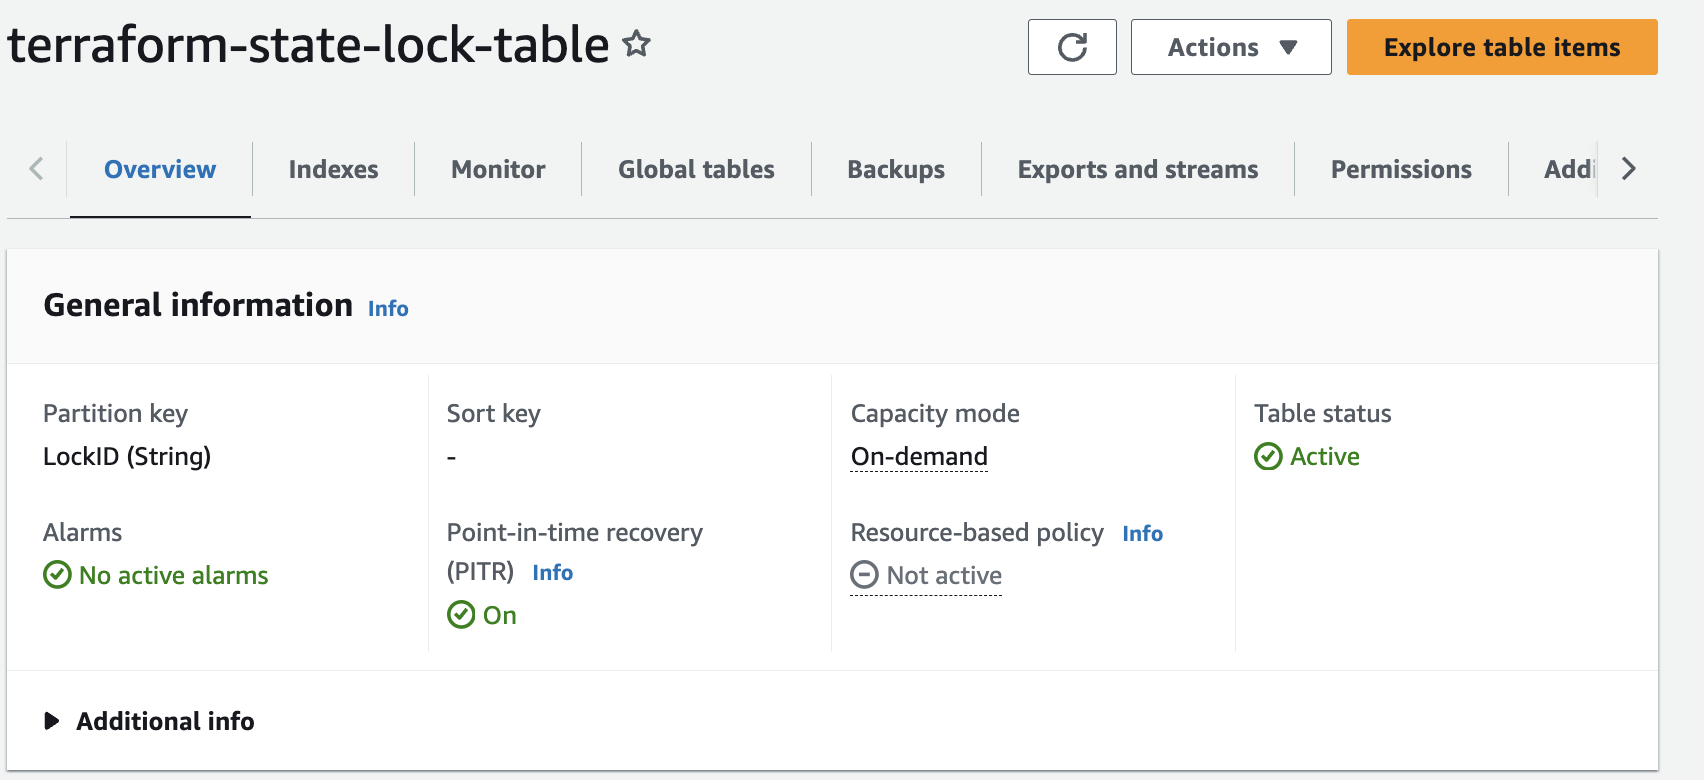 terraform-state-lock-table
Actions
Explore table items
Overview
Indexes
Monitor
Global tables
Backups
Exports and streams
Permissions
Addi
General information Info
Partition key
LockID (String)
Sort key
-
Capacity mode
On-demand
Table status
Active
Alarms
No active alarms
Point-in-time recovery
(PITR) Info
On
Resource-based policy Info
Not active
Additional info